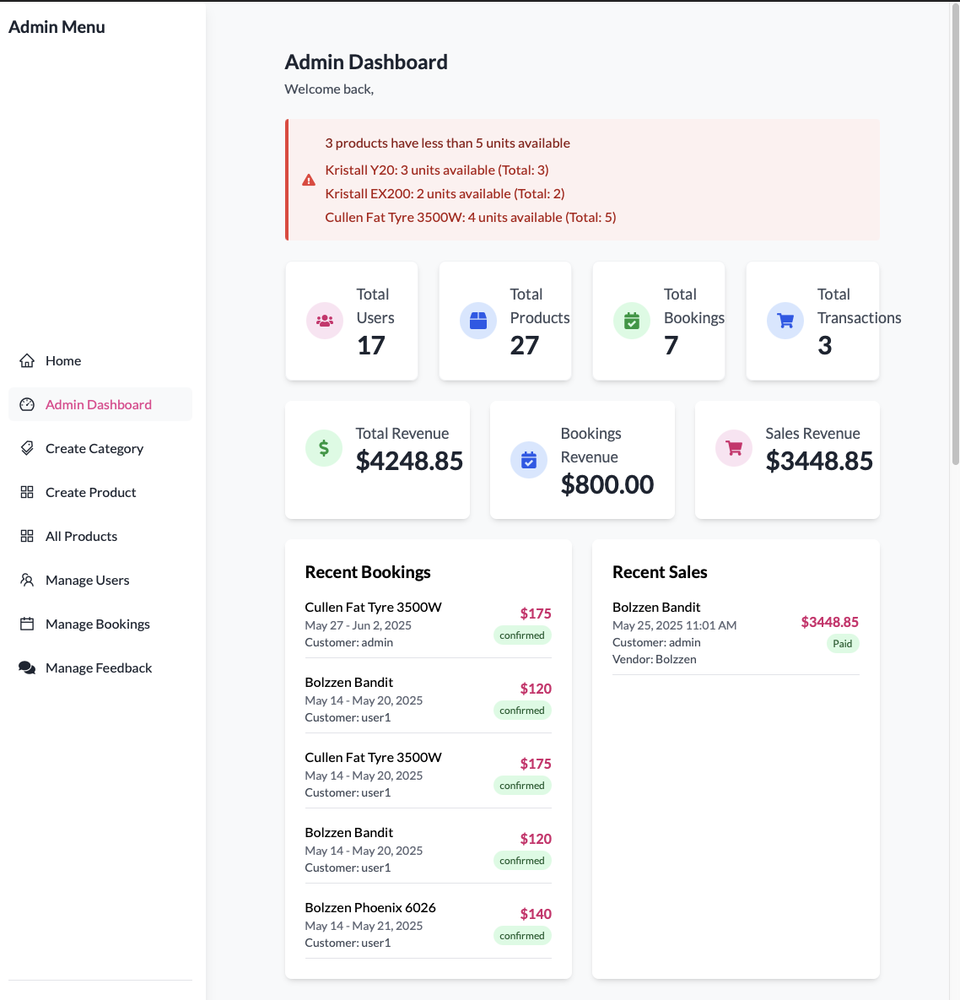 Admin Menu
Home
Admin Dashboard
Create Category
Create Product
All Products
Manage Users
Manage Bookings
Manage Feedback
Admin Dashboard
Welcome back,
3 products have less than 5 units available
Kristall Y20: 3 units available (Total: 3)
Kristall EX200: 2 units available (Total: 2)
Cullen Fat Tyre 3500W: 4 units available (Total: 5)
Total
Users
17
Total
Products
27
Total
Bookings
7
Total
Transactions
3
Total Revenue
$4248.85
Bookings
Revenue
$800.00
Sales Revenue
$3448.85
Recent Bookings
Cullen Fat Tyre 3500W
May 27 - Jun 2, 2025
Customer: admin
$175
confirmed
Bolzzen Bandit
May 14 - May 20, 2025
Customer: user1
$120
confirmed
Cullen Fat Tyre 3500W
May 14 - May 20, 2025
Customer: user1
$175
confirmed
Bolzzen Bandit
May 14 - May 20, 2025
Customer: user1
$120
confirmed
Bolzzen Phoenix 6026
May 14 - May 21, 2025
Customer: user1
$140
confirmed
Recent Sales
Bolzzen Bandit
May 25, 2025 11:01 AM
Customer: admin
Vendor: Bolzzen
$3448.85
Paid